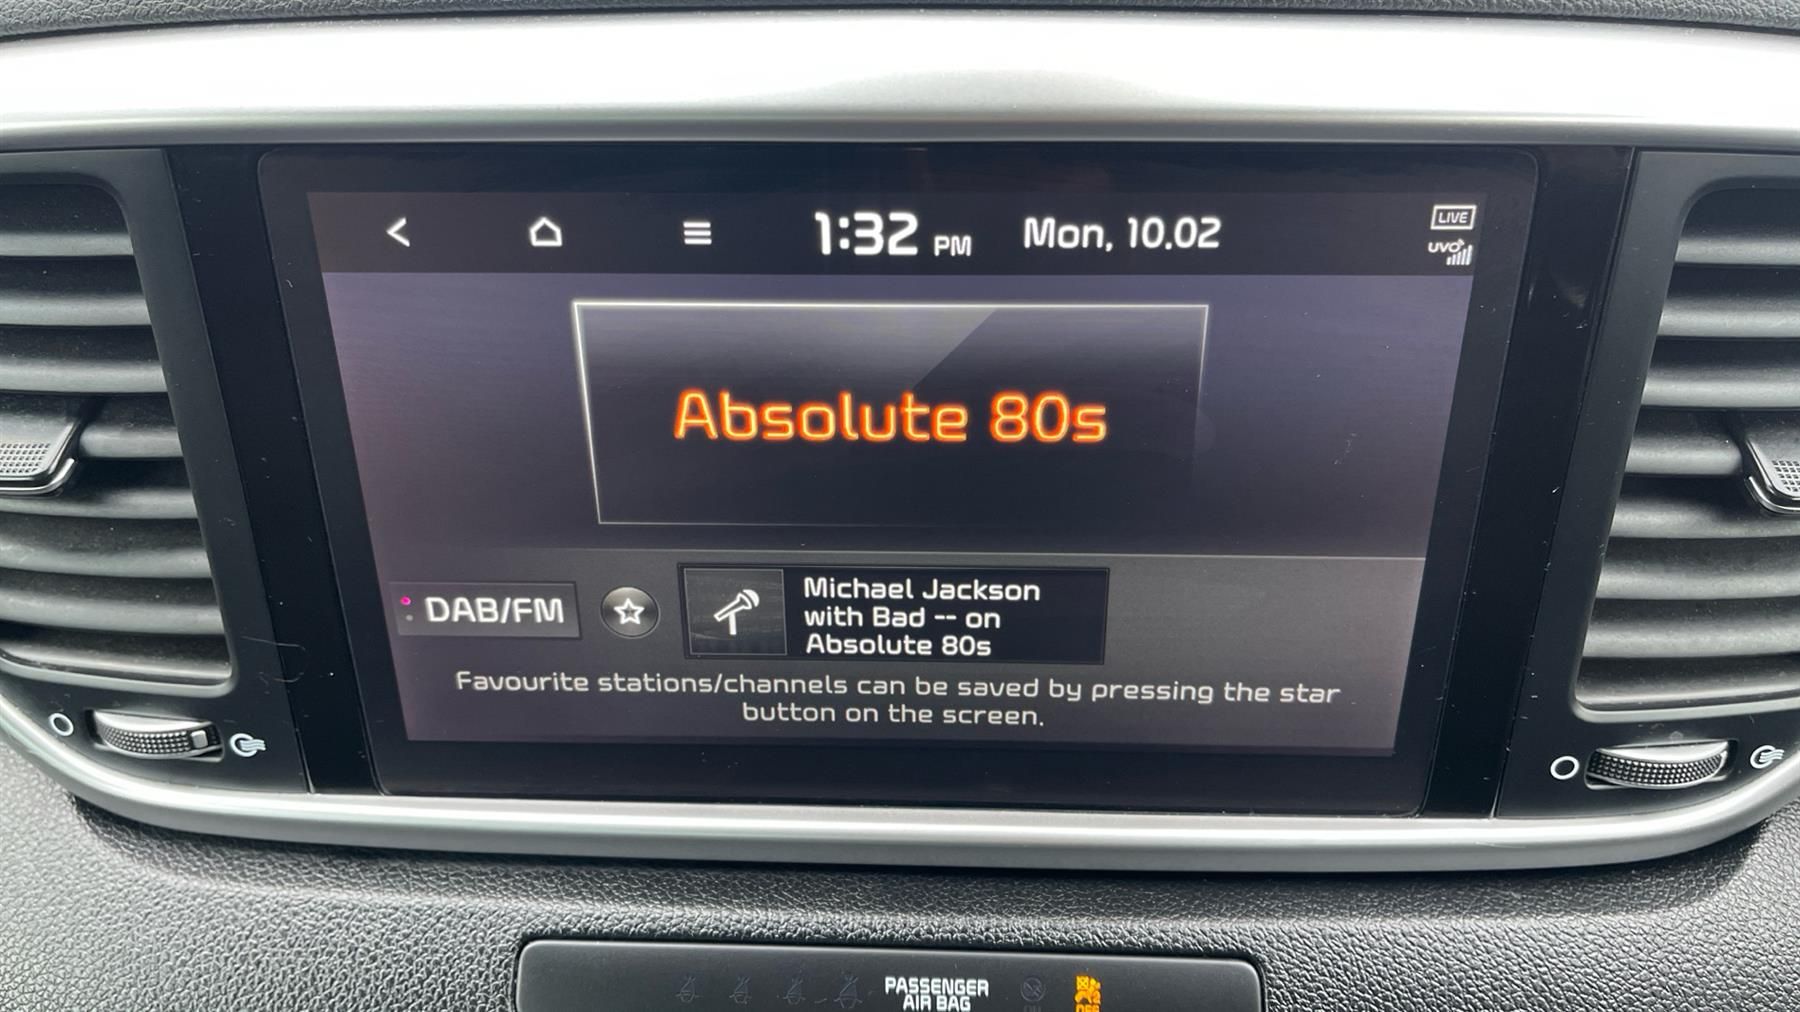 1:32 PM Mon, 10.02
LIVE
UVO
Absolute 80s
DAB/FM
Michael Jackson
with Bad -- on
Absolute 80s
Favourite stations/channels can be saved by pressing the star
button on the screen.
PASSENGER
AIR BAG
OFF